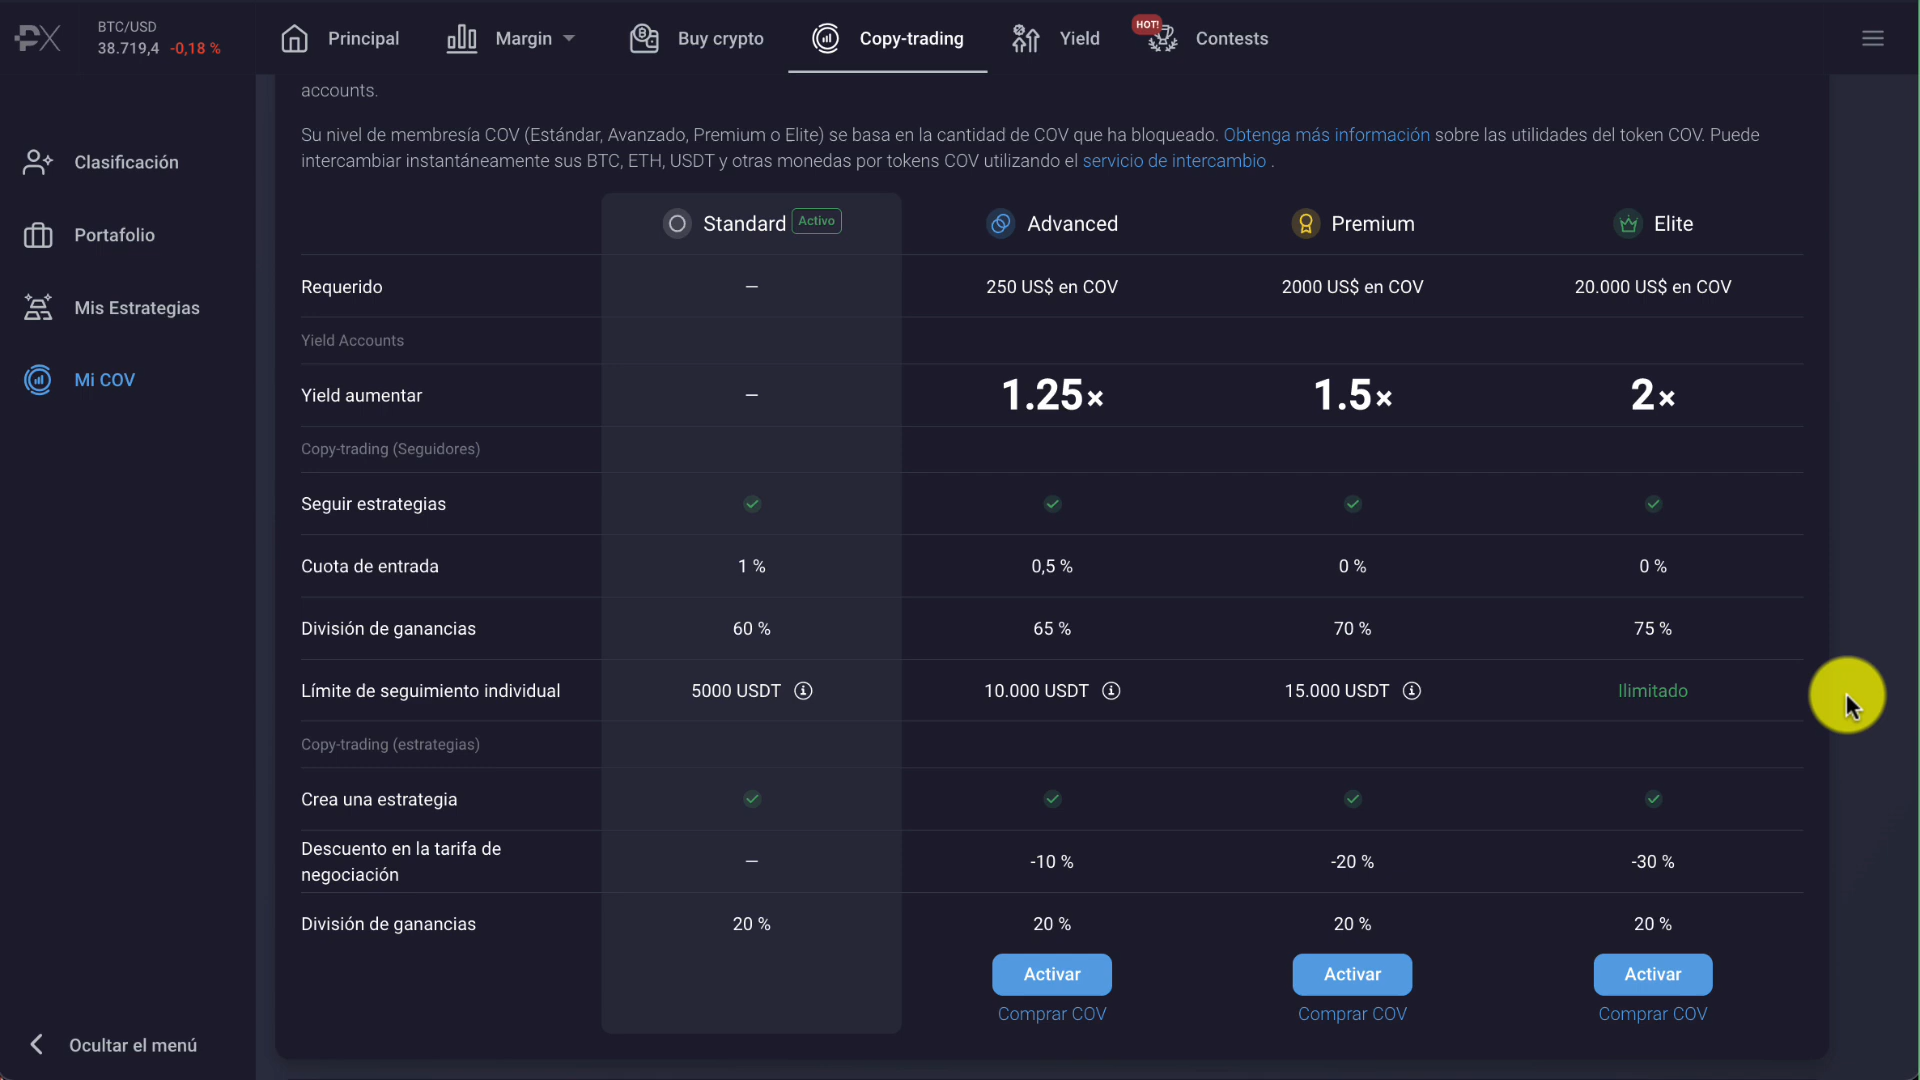 PX
BTC/USD
38.719,4 -0,18 %
Principal
Margin
Buy crypto
Copy-trading
Yield
HOT!
Contests
Clasificación
Portafolio
Mis Estrategias
Mi COV
Ocultar el menú
accounts.
Su nivel de membresía COV (Estándar, Avanzado, Premium o Elite) se basa en la cantidad de COV que ha bloqueado. Obtenga más información sobre las utilidades del token COV. Puede
intercambiar instantáneamente sus BTC, ETH, USDT y otras monedas por tokens COV utilizando el servicio de intercambio .
Standard Activo Advanced Premium Elite
Requerido – 250 US$ en COV 2000 US$ en COV 20.000 US$ en COV
Yield Accounts
Yield aumentar – 1.25× 1.5× 2×
Copy-trading (Seguidores)
Seguir estrategias
Cuota de entrada 1 % 0,5 % 0 % 0 %
División de ganancias 60 % 65 % 70 % 75 %
Límite de seguimiento individual 5000 USDT 10.000 USDT 15.000 USDT Ilimitado
Copy-trading (estrategias)
Crea una estrategia
Descuento en la tarifa de
negociación – -10 % -20 % -30 %
División de ganancias 20 % 20 % 20 % 20 %
Activar Activar Activar
Comprar COV Comprar COV Comprar COV